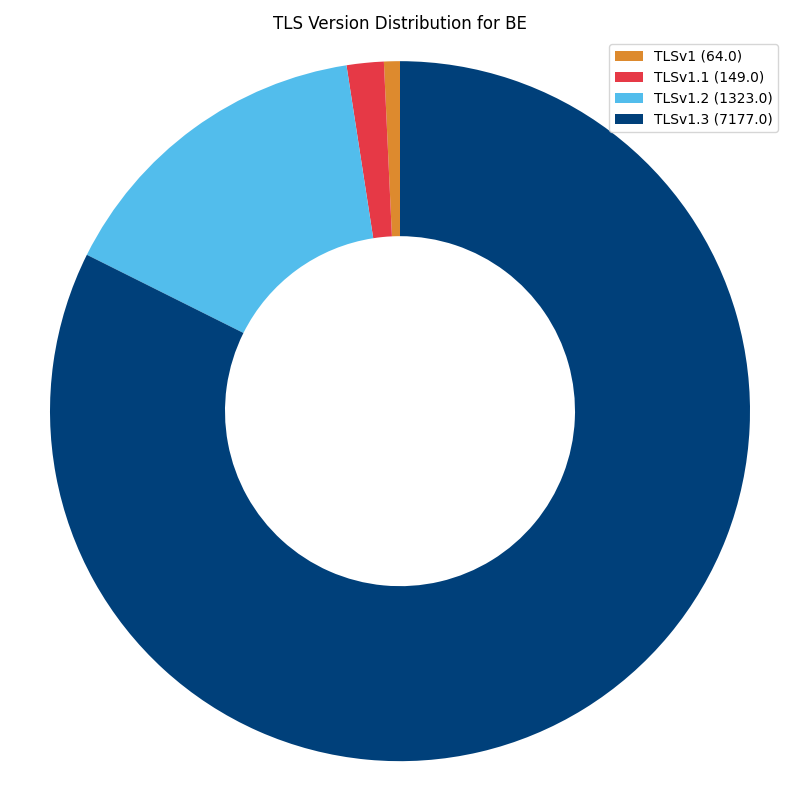 TLS Version Distribution for BE
TLSv1 (64.0)
TLSv1.1 (149.0)
TLSv1.2 (1323.0)
TLSv1.3 (7177.0)